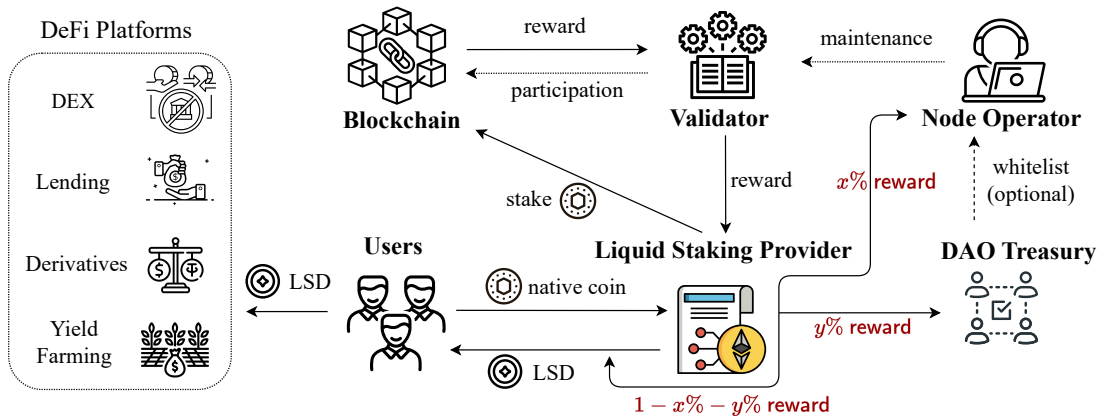 DeFi Platforms
DEX
Lending
Derivatives
Yield
Farming
LSD
Users
Blockchain
reward
participation
Validator
maintenance
Node Operator
stake
reward
x% reward
whitelist
(optional)
Liquid Staking Provider
DAO Treasury
native coin
LSD
y% reward
1 − x% − y% reward